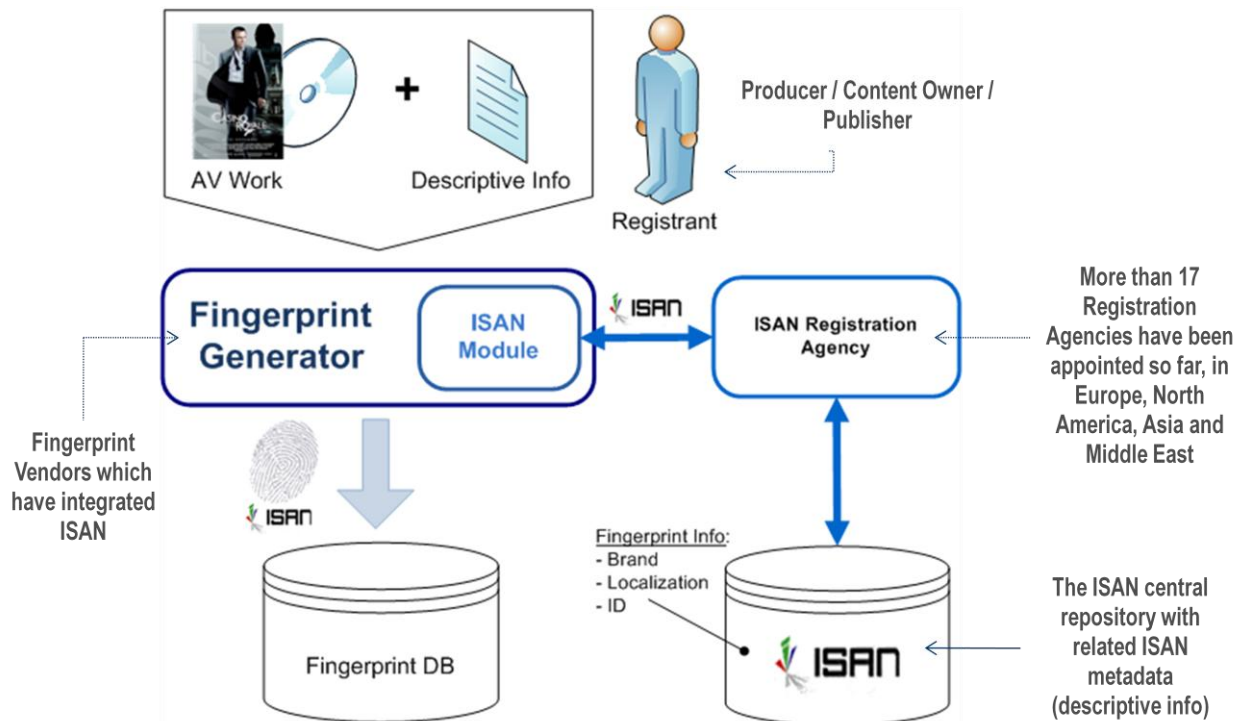 CASINO ROYALE
+
AV Work
Descriptive Info
Registrant
Producer / Content Owner /
Publisher
Fingerprint
Generator
ISAN
Module
ISAN
ISAN Registration
Agency
More than 17
Registration
Agencies have been
appointed so far, in
Europe, North
America, Asia and
Middle East
Fingerprint
Vendors which
have integrated
ISAN
ISAN
Fingerprint Info:
- Brand
- Localization
- ID
Fingerprint DB
ISAN
The ISAN central
repository with
related ISAN
metadata
(descriptive info)